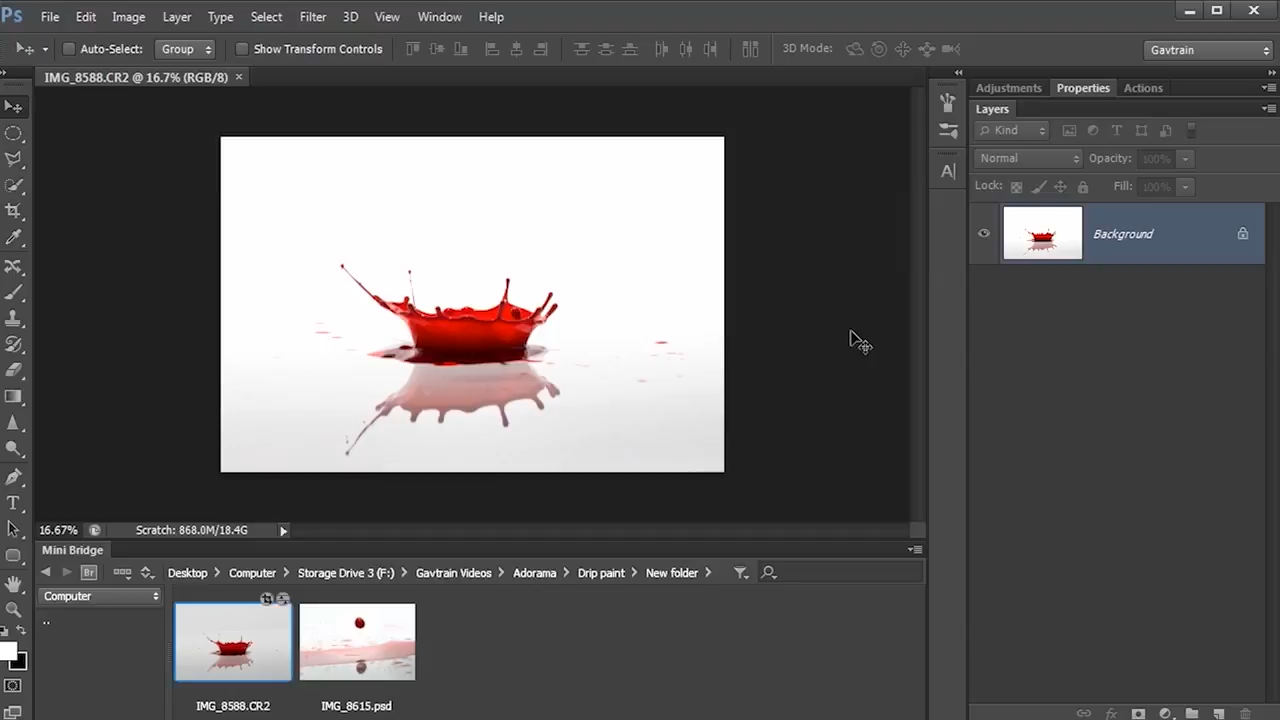 Ps File Edit Image Layer Type Select Filter 3D View Window Help
Auto-Select: Group Show Transform Controls 3D Mode: Gavtrain
IMG_8588.CR2 @ 16.7% (RGB/8) ×
Adjustments Properties Actions
Layers
Kind
Normal Opacity: 100%
Lock: Fill: 100%
Background
16.67% Scratch: 868.0M/18.4G
Mini Bridge
Br Desktop Computer Storage Drive 3 (F:) Gavtrain Videos Adorama Drip paint New folder
Computer
..
IMG_8588.CR2 IMG_8615.psd